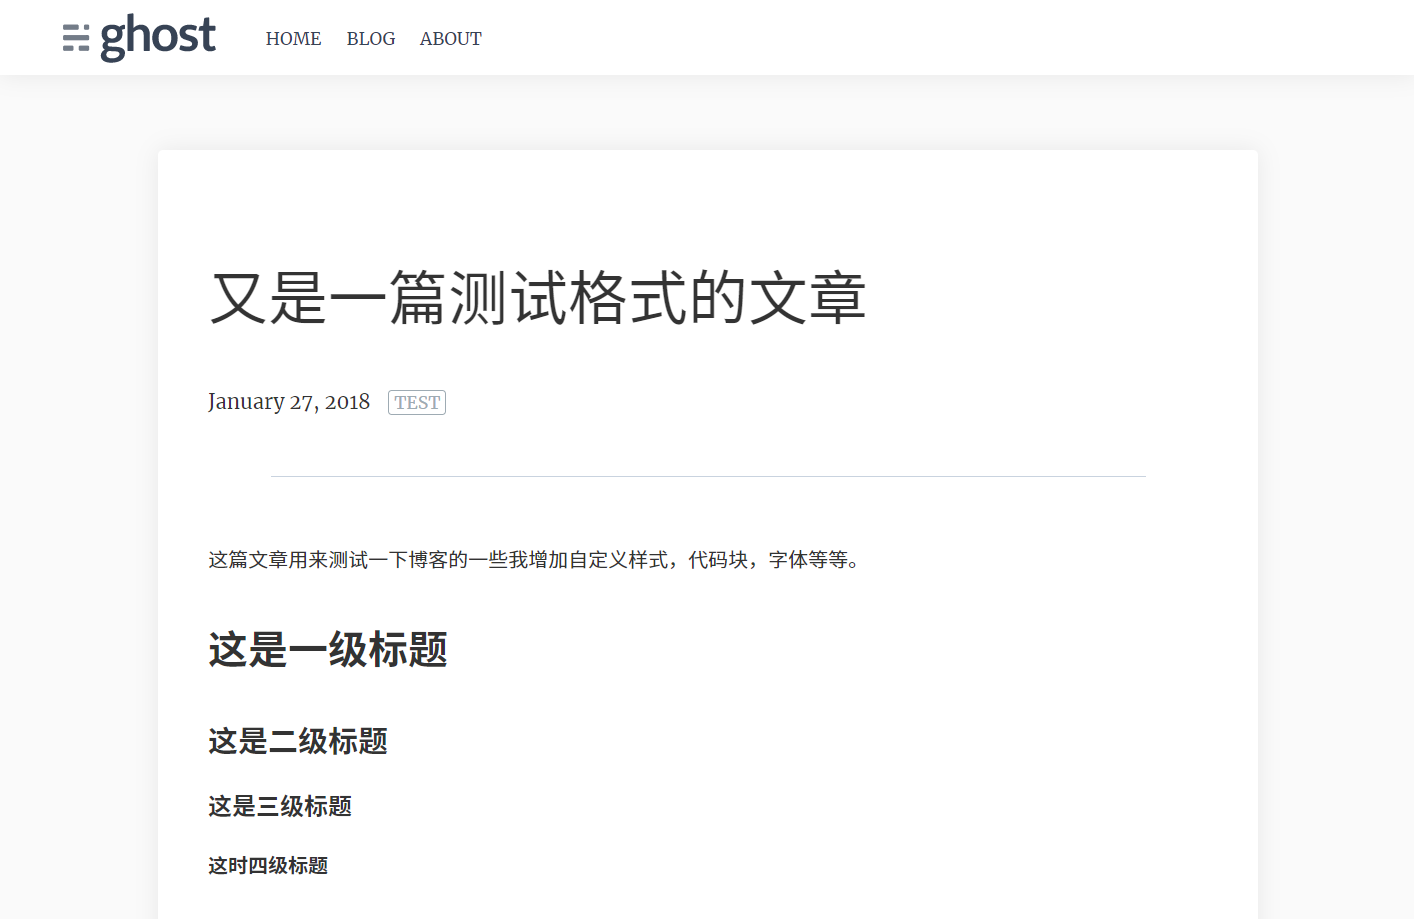 ghost
HOME BLOG ABOUT
又是一篇测试格式的文章
January 27, 2018 TEST
这篇文章用来测试一下博客的一些我增加自定义样式，代码块，字体等等。
这是一级标题
这是二级标题
这是三级标题
这时四级标题